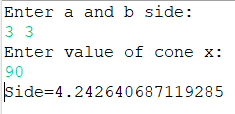 Enter a and b side:
3 3
Enter value of cone x:
90
Side=4.242640687119285